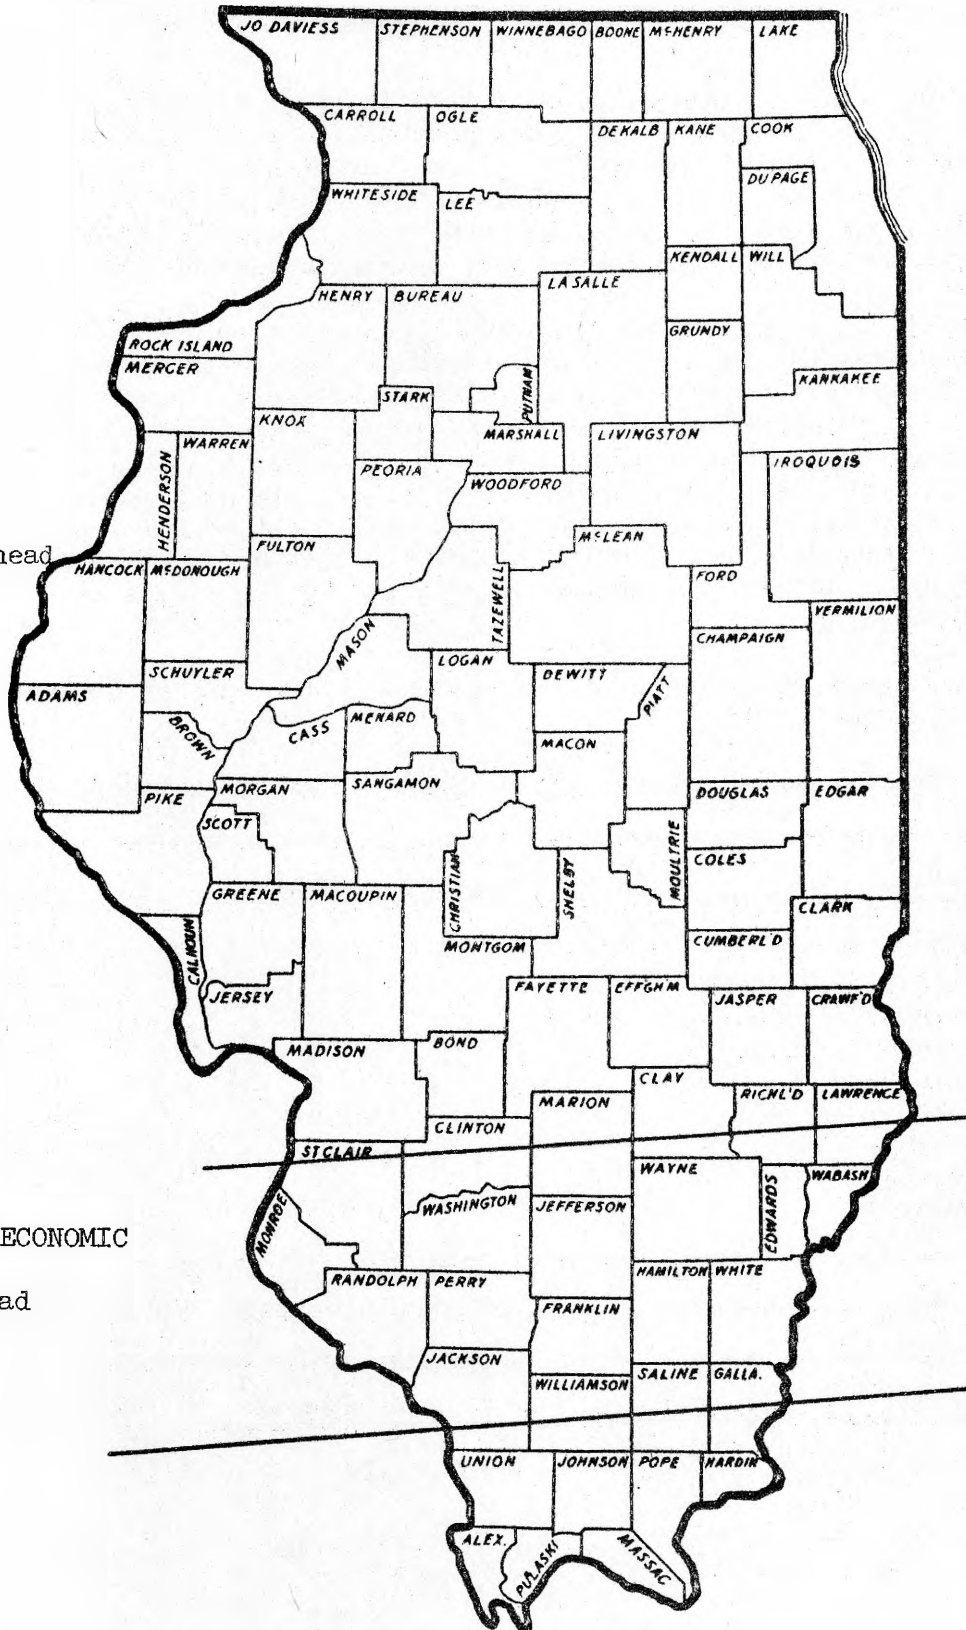 JO DAVIESS STEPHENSON WINNEBAGO BOONE McHENRY LAKE
CARROLL OGLE DEKALB KANE COOK
DU PAGE
WHITESIDE LEE
KENDALL WILL
HENRY BUREAU LA SALLE
GRUNDY
ROCK ISLAND
MERCER KANKAKEE
STARK PUTNAM
KNOX
WARREN MARSHALL LIVINGSTON
PEORIA IROQUOIS
HENDERSON WOODFORD
McLEAN
FULTON
head
HANCOCK McDONOUGH TAZEWELL FORD
VERMILION
MASON CHAMPAIGN
SCHUYLER LOGAN DEWITY
ADAMS PIATT
BROWN CASS MENARD
MACON
PIKE MORGAN SANGAMON DOUGLAS EDGAR
SCOTT
CHRISTIAN SHELBY MOULTRIE COLES
GREENE MACOUPIN
CLARK
CALHOUN MONTGOM CUMBERL'D
JERSEY FAYETTE EFFGH'M JASPER CRAWF'D
MADISON BOND
CLAY
MARION RICHL'D LAWRENCE
CLINTON
ST CLAIR
WAYNE WABASH
MONROE WASHINGTON JEFFERSON EDWARDS
ECONOMIC
RANDOLPH PERRY HAMILTON WHITE
ad
FRANKLIN
JACKSON
WILLIAMSON SALINE GALLA.
UNION JOHNSON POPE HARDIN
ALEX. PULASKI MASSAC